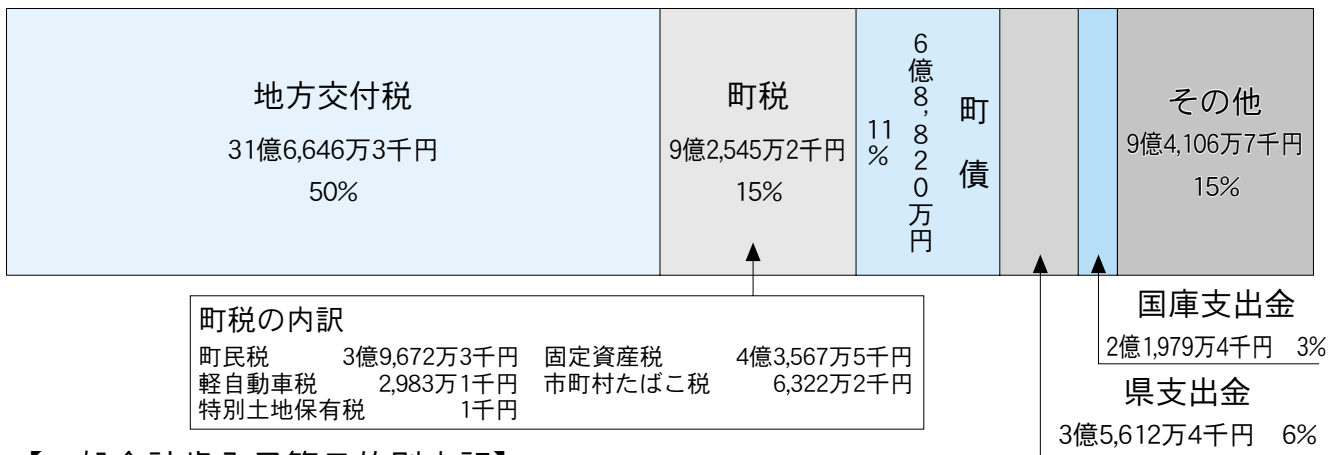 地方交付税
31億6,646万3千円
50%
町税
9億2,545万2千円
15%
町債
6億8,820万円
11%
その他
9億4,106万7千円
15%
町税の内訳
町民税 3億9,672万3千円 固定資産税 4億3,567万5千円
軽自動車税 2,983万1千円 市町村たばこ税 6,322万2千円
特別土地保有税 1千円
国庫支出金
2億1,979万4千円 3%
県支出金
3億5,612万4千円 6%